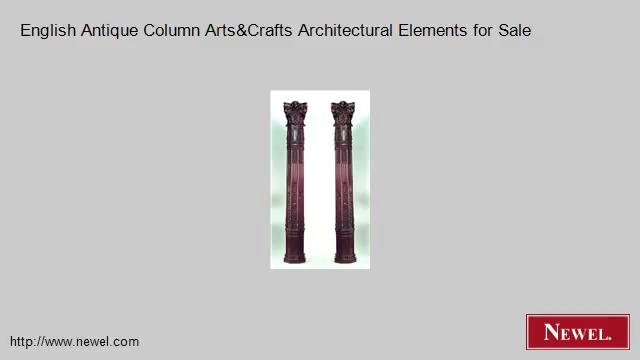 English Antique Column Arts&Crafts Architectural Elements for Sale
http://www.newel.com
NEWEL.